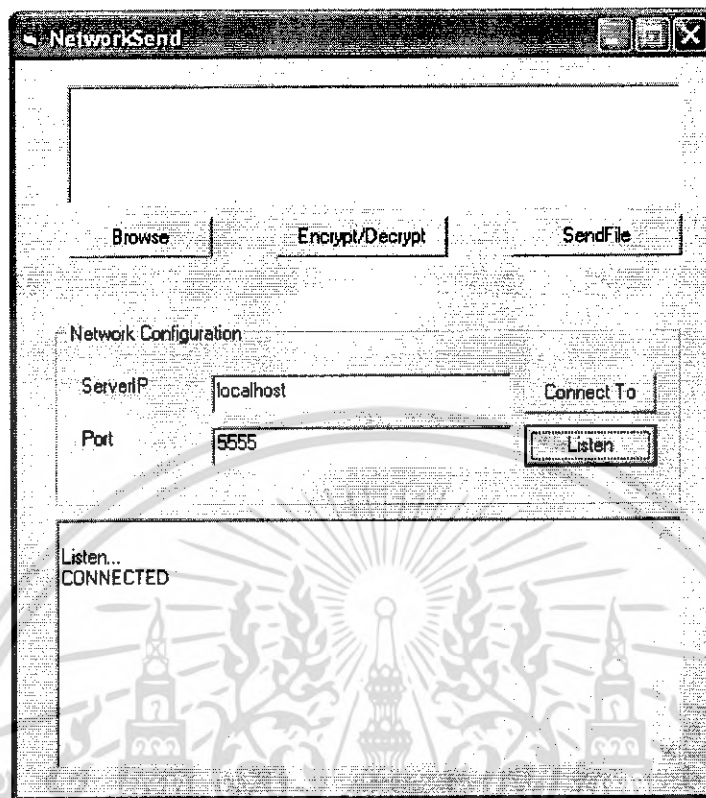 NetworkSend
Browse Encrypt/Decrypt SendFile
Network Configuration
ServerIP localhost Connect To
Port 5555 Listen
Listen...
CONNECTED